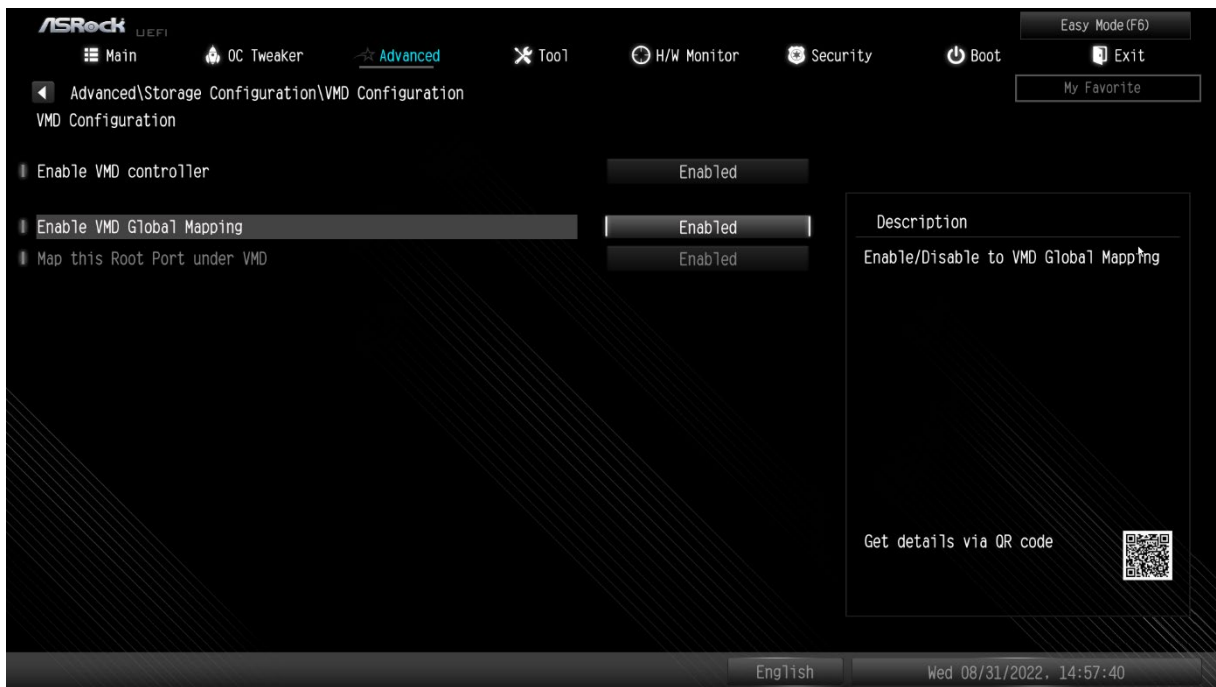 ASRock UEFI
Easy Mode(F6)
Main OC Tweaker Advanced Tool H/W Monitor Security Boot Exit
Advanced\Storage Configuration\VMD Configuration
My Favorite
VMD Configuration
Enable VMD controller Enabled
Enable VMD Global Mapping Enabled
Description
Map this Root Port under VMD Enabled
Enable/Disable to VMD Global Mapping
Get details via QR code
English Wed 08/31/2022, 14:57:40